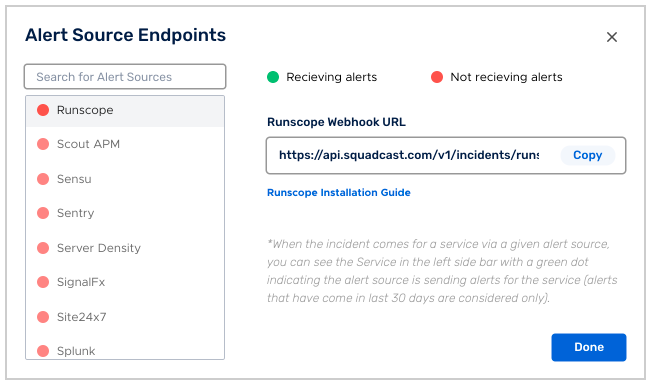 Alert Source Endpoints
Search for Alert Sources
Recieving alerts
Not recieving alerts
Runscope
Scout APM
Sensu
Sentry
Server Density
SignalFx
Site24x7
Splunk
Runscope Webhook URL
https://api.squadcast.com/v1/incidents/runs
Copy
Runscope Installation Guide
*When the incident comes for a service via a given alert source,
you can see the Service in the left side bar with a green dot
indicating the alert source is sending alerts for the service (alerts
that have come in last 30 days are considered only).
Done